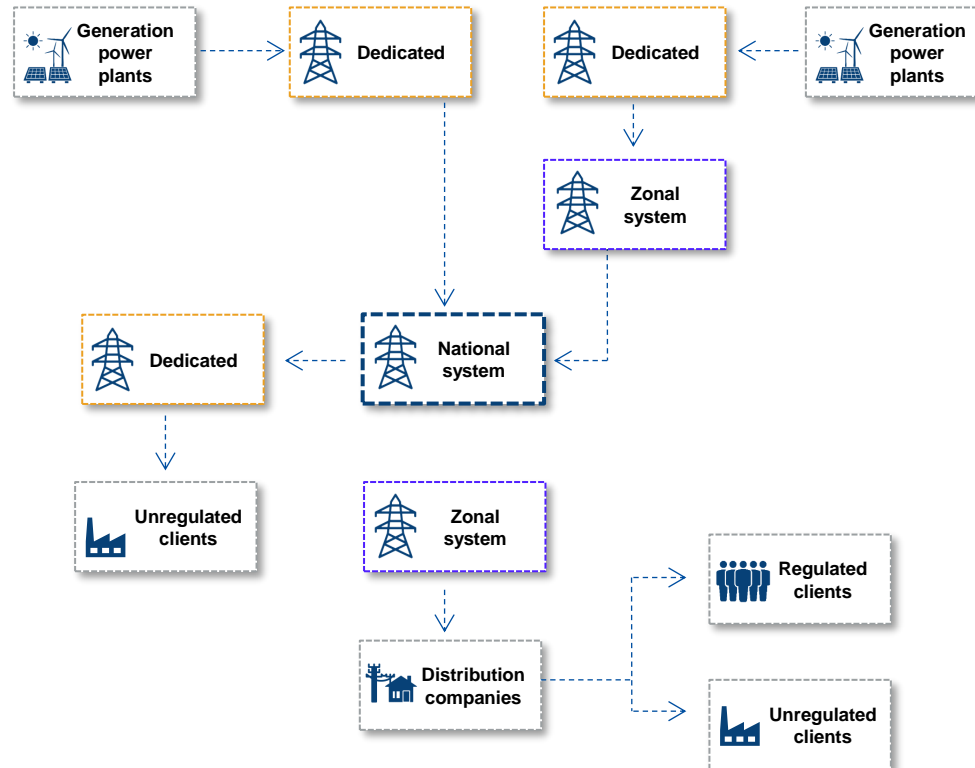 Generation
power
plants
Dedicated
Dedicated
Generation
power
plants
Zonal
system
Dedicated
National
system
Unregulated
clients
Zonal
system
Regulated
clients
Distribution
companies
Unregulated
clients